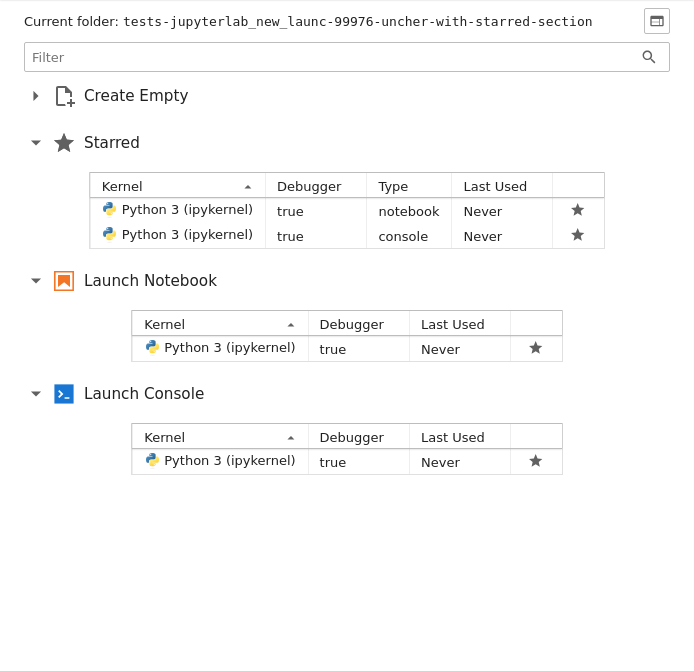 Current folder: tests-jupyterlab_new_launc-99976-uncher-with-starred-section
Filter
Create Empty
Starred
Kernel Debugger Type Last Used
Python 3 (ipykernel) true notebook Never
Python 3 (ipykernel) true console Never
Launch Notebook
Kernel Debugger Last Used
Python 3 (ipykernel) true Never
Launch Console
Kernel Debugger Last Used
Python 3 (ipykernel) true Never